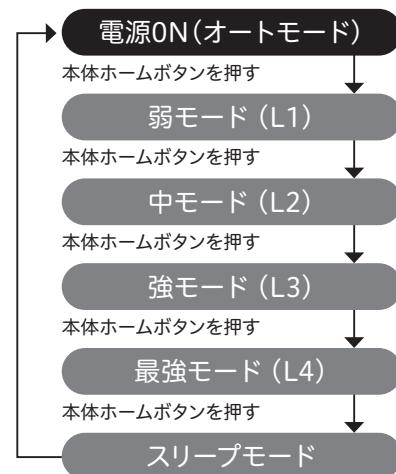 電源ON(オートモード)
本体ホームボタンを押す
弱モード(L1)
本体ホームボタンを押す
中モード(L2)
本体ホームボタンを押す
強モード(L3)
本体ホームボタンを押す
最強モード(L4)
本体ホームボタンを押す
スリープモード